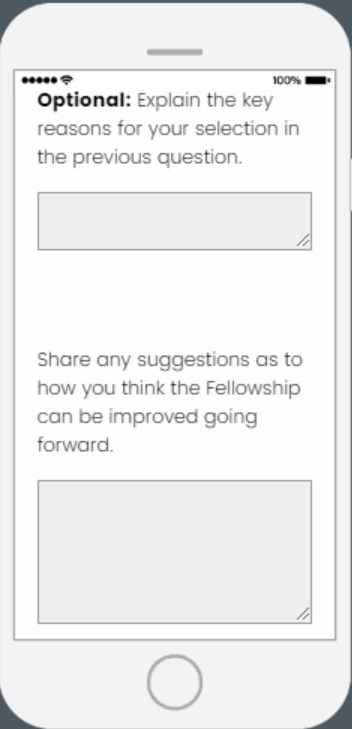 100%
Optional: Explain the key
reasons for your selection in
the previous question.
Share any suggestions as to
how you think the Fellowship
can be improved going
forward.